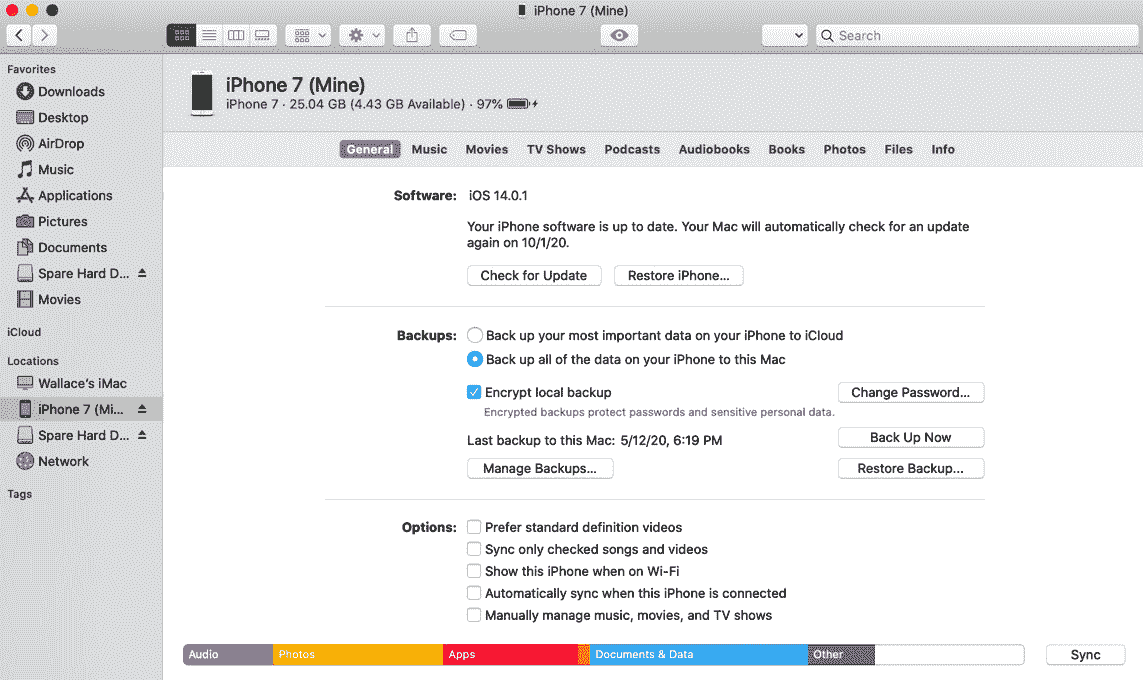 iPhone 7 (Mine)
Search
Favorites
Downloads
Desktop
AirDrop
Music
Applications
Pictures
Documents
Spare Hard D...
Movies
iCloud
Locations
Wallace's iMac
iPhone 7 (Mi...
Spare Hard D...
Network
Tags
iPhone 7 (Mine)
iPhone 7 · 25.04 GB (4.43 GB Available) · 97%
General Music Movies TV Shows Podcasts Audiobooks Books Photos Files Info
Software: iOS 14.0.1
Your iPhone software is up to date. Your Mac will automatically check for an update
again on 10/1/20.
Check for Update Restore iPhone...
Backups: Back up your most important data on your iPhone to iCloud
Back up all of the data on your iPhone to this Mac
Encrypt local backup Change Password...
Encrypted backups protect passwords and sensitive personal data.
Last backup to this Mac: 5/12/20, 6:19 PM Back Up Now
Manage Backups... Restore Backup...
Options: Prefer standard definition videos
Sync only checked songs and videos
Show this iPhone when on Wi-Fi
Automatically sync when this iPhone is connected
Manually manage music, movies, and TV shows
Audio Photos Apps Documents & Data Other Sync